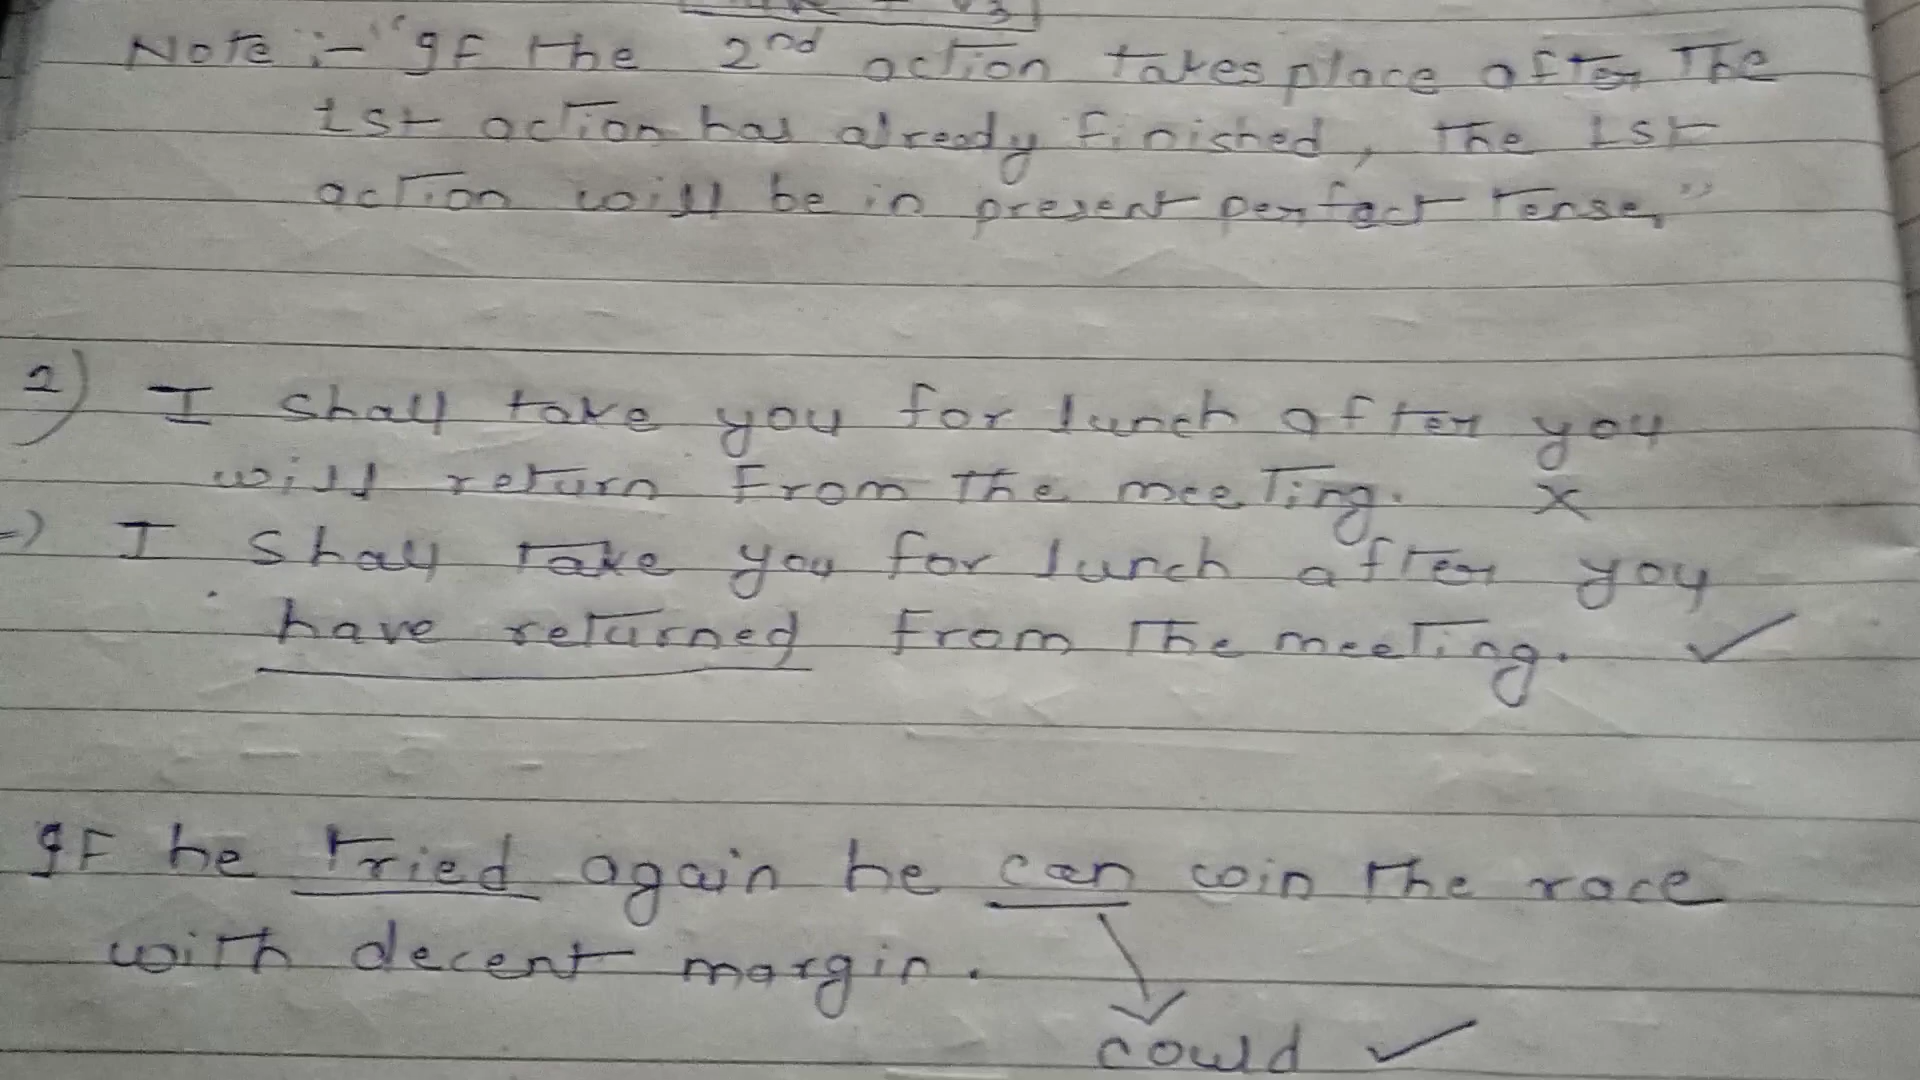 Note :- "If the 2nd action takes place after the
1st action has already finished, the 1st
action will be in present perfect tense."
2) I shall take you for lunch after you
will return from the meeting. x
=) I shall take you for lunch after you
have returned from the meeting. ✓
If he tried again he can win the race
with decent margin.
could ✓